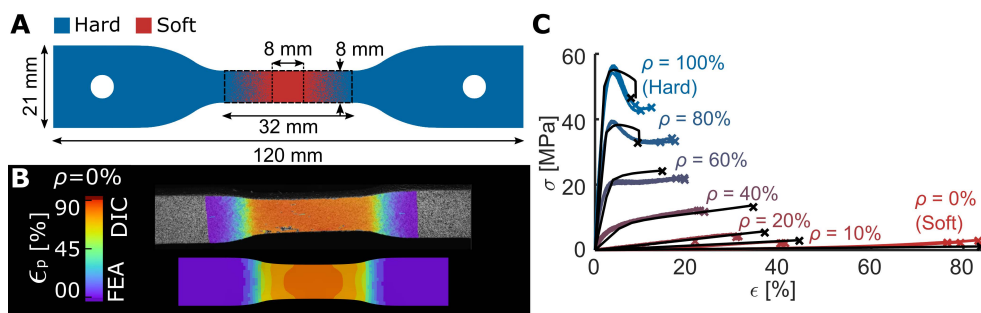 A
Hard
Soft
8 mm
8 mm
21 mm
32 mm
120 mm
B
ρ=0%
90
45
00
ϵp [%]
DIC
FEA
C
60
40
20
0
σ [MPa]
ρ = 100%
(Hard)
ρ = 80%
ρ = 60%
ρ = 40%
ρ = 20%
ρ = 10%
ρ = 0%
(Soft)
0
20
40
60
80
ϵ [%]